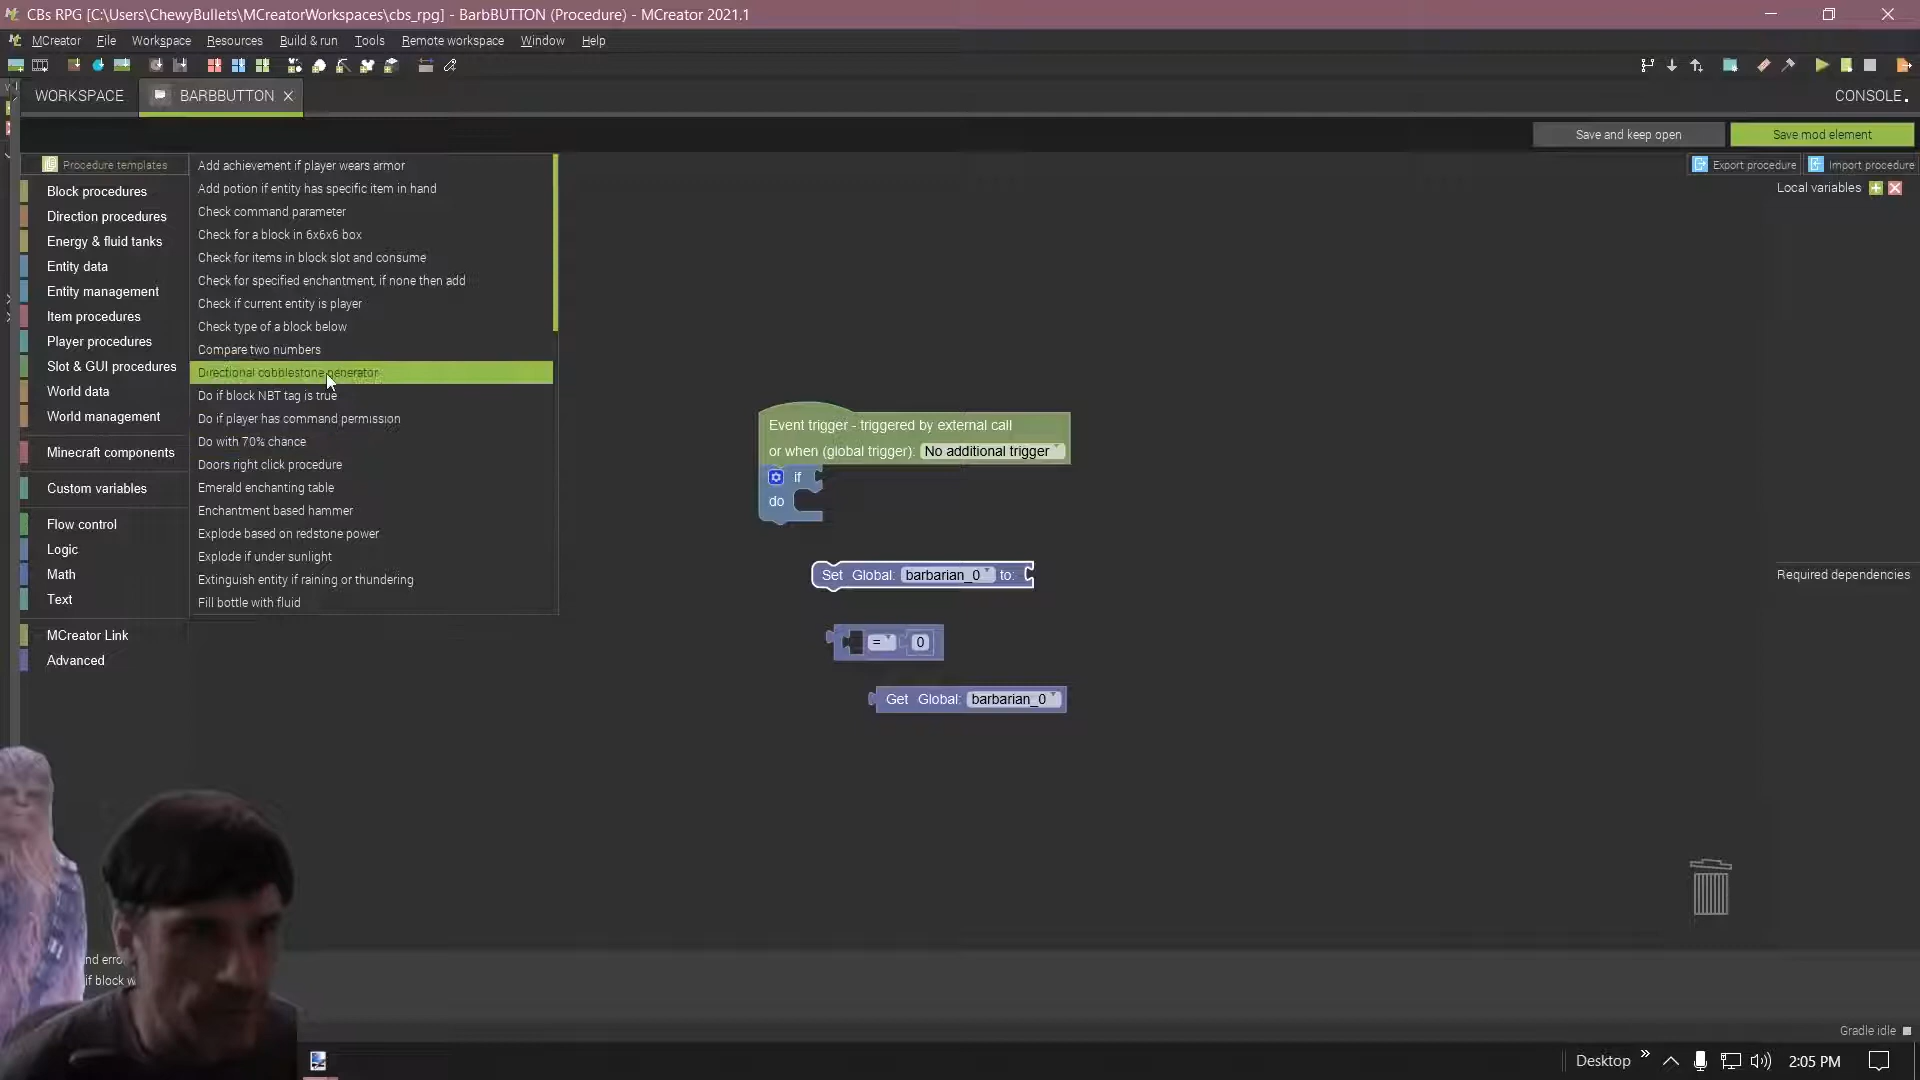 CBs RPG [C:\Users\ChewyBullets\MCreatorWorkspaces\cbs_rpg] - BarbBUTTON (Procedure) - MCreator 2021.1
MCreator File Workspace Resources Build & run Tools Remote workspace Window Help
WORKSPACE BARBBUTTON CONSOLE
Save and keep open Save mod element
Procedure templates
Export procedure Import procedure
Local variables
Block procedures
Direction procedures
Energy & fluid tanks
Entity data
Entity management
Item procedures
Player procedures
Slot & GUI procedures
World data
World management
Minecraft components
Custom variables
Flow control
Logic
Math
Text
MCreator Link
Advanced
Add achievement if player wears armor
Add potion if entity has specific item in hand
Check command parameter
Check for a block in 6x6x6 box
Check for items in block slot and consume
Check for specified enchantment, if none then add
Check if current entity is player
Check type of a block below
Compare two numbers
Directional cobblestone generator
Do if block NBT tag is true
Do if player has command permission
Do with 70% chance
Doors right click procedure
Emerald enchanting table
Enchantment based hammer
Explode based on redstone power
Explode if under sunlight
Extinguish entity if raining or thundering
Fill bottle with fluid
Event trigger - triggered by external call
or when (global trigger): No additional trigger
if
do
Set Global: barbarian_0 to:
= 0
Get Global: barbarian_0
Required dependencies
if block
Gradle idle
Desktop 2:05 PM